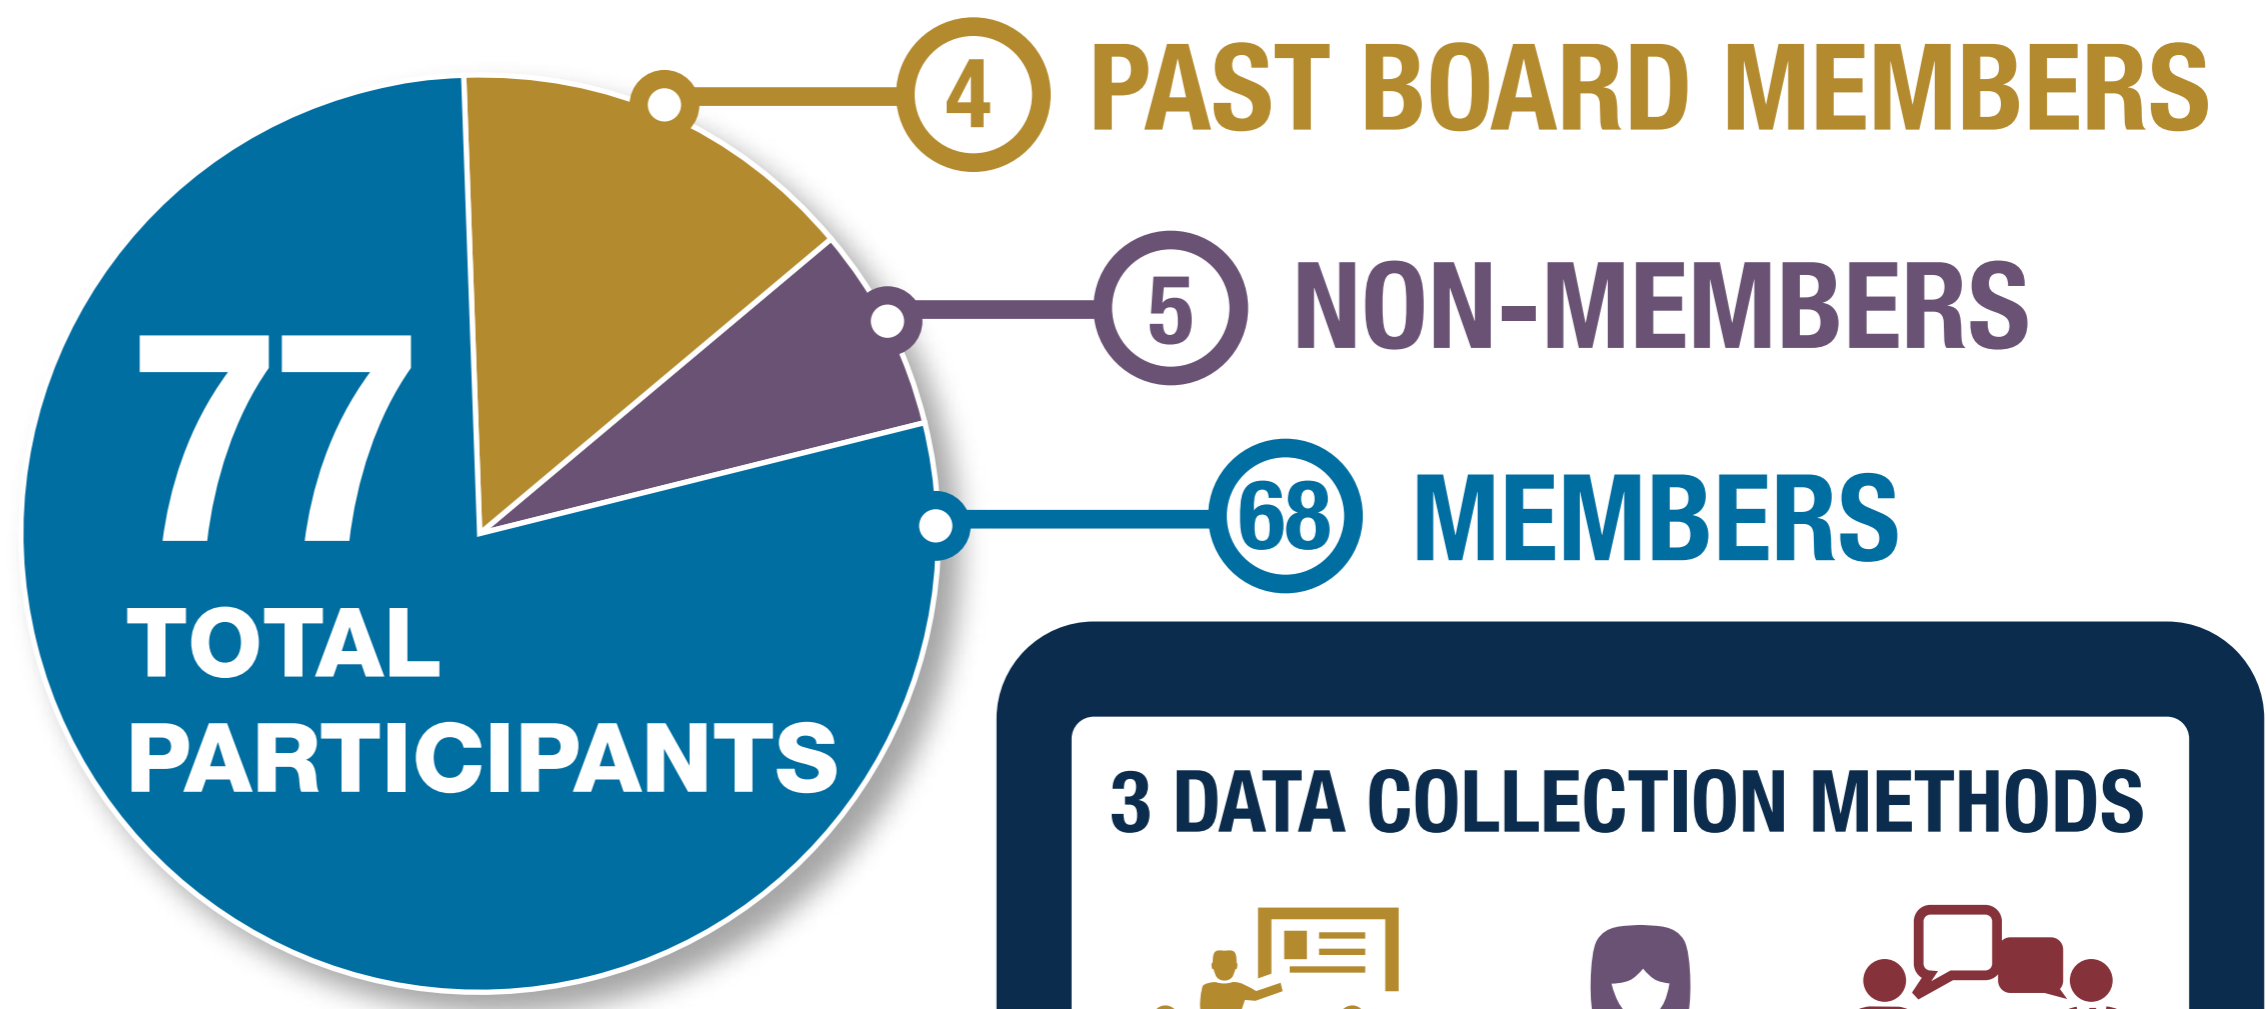 4 PAST BOARD MEMBERS
5 NON-MEMBERS
68 MEMBERS
77
TOTAL
PARTICIPANTS
3 DATA COLLECTION METHODS